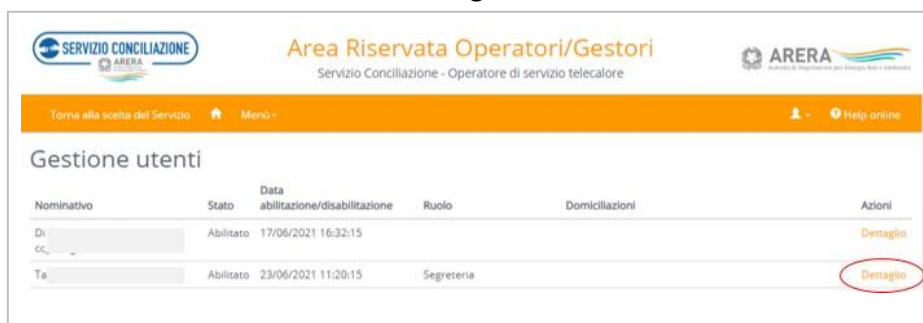 SERVIZIO CONCILIAZIONE
ARERA
Area Riservata Operatori/Gestori
Servizio Conciliazione - Operatore di servizio telecalore
ARERA
Torna alla scelta del Servizio Menù Help online
Gestione utenti
Nominativo Stato Data abilitazione/disabilitazione Ruolo Domiciliazioni Azioni
Di Abilitato 17/06/2021 16:32:15 Dettaglio
cc_
Ta Abilitato 23/06/2021 11:20:15 Segreteria Dettaglio